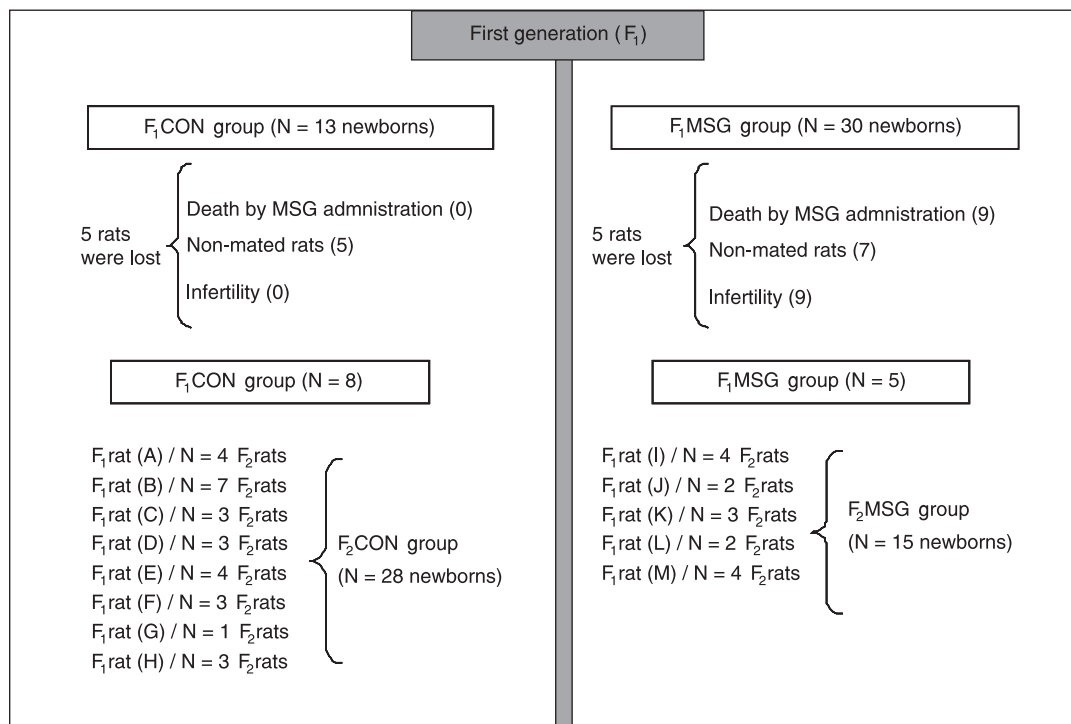 First generation (F₁)
F₁CON group (N = 13 newborns)
5 rats
were lost
Death by MSG admnistration (0)
Non-mated rats (5)
Infertility (0)
F₁CON group (N = 8)
F₁rat (A) / N = 4 F₂rats
F₁rat (B) / N = 7 F₂rats
F₁rat (C) / N = 3 F₂rats
F₁rat (D) / N = 3 F₂rats
F₁rat (E) / N = 4 F₂rats
F₁rat (F) / N = 3 F₂rats
F₁rat (G) / N = 1 F₂rats
F₁rat (H) / N = 3 F₂rats
F₂CON group
(N = 28 newborns)
F₁MSG group (N = 30 newborns)
5 rats
were lost
Death by MSG admnistration (9)
Non-mated rats (7)
Infertility (9)
F₁MSG group (N = 5)
F₁rat (I) / N = 4 F₂rats
F₁rat (J) / N = 2 F₂rats
F₁rat (K) / N = 3 F₂rats
F₁rat (L) / N = 2 F₂rats
F₁rat (M) / N = 4 F₂rats
F₂MSG group
(N = 15 newborns)